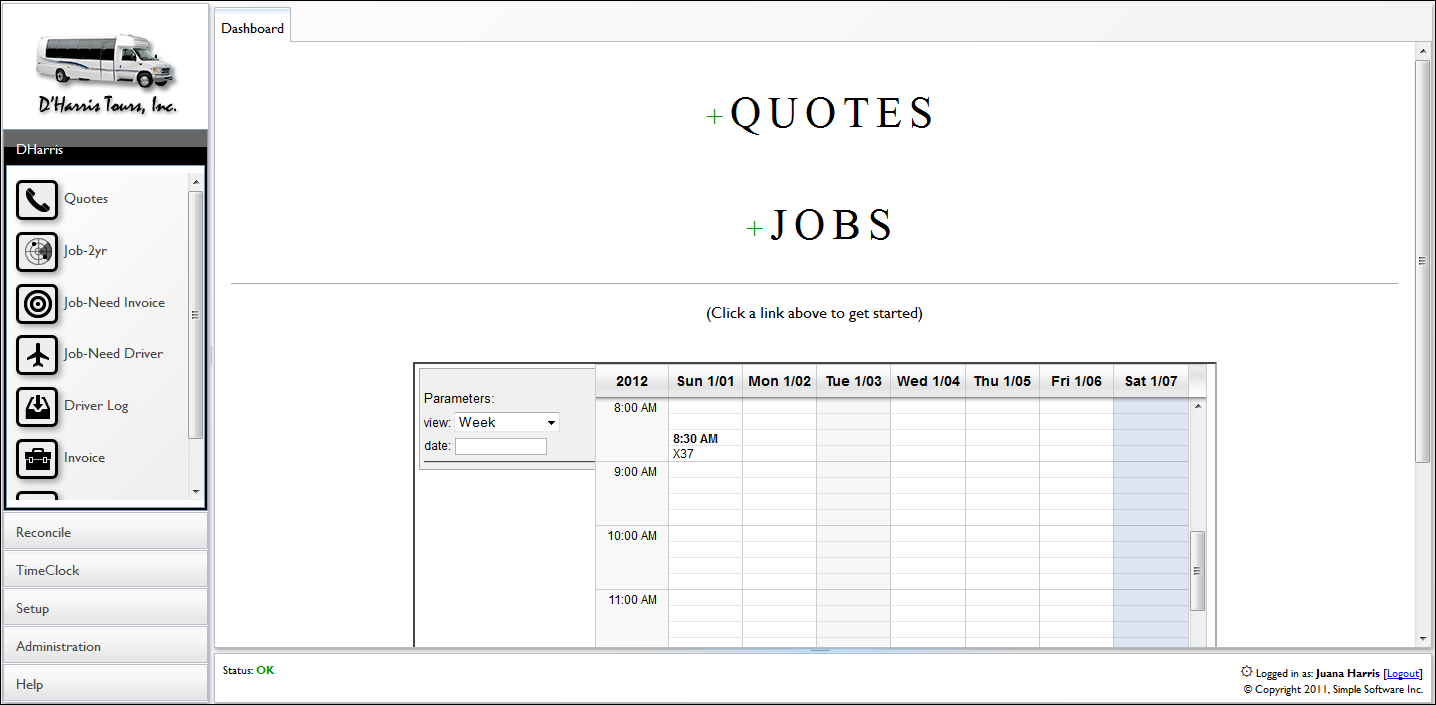 D'Harris Tours, Inc.
DHarris
Quotes
Job-2yr
Job-Need Invoice
Job-Need Driver
Driver Log
Invoice
Reconcile
TimeClock
Setup
Administration
Help
Dashboard
+QUOTES
+JOBS
(Click a link above to get started)
Parameters:
view: Week
date:
2012 Sun 1/01 Mon 1/02 Tue 1/03 Wed 1/04 Thu 1/05 Fri 1/06 Sat 1/07
8:00 AM
8:30 AM
X37
9:00 AM
10:00 AM
11:00 AM
Status: OK
Logged in as: Juana Harris [Logout]
© Copyright 2011, Simple Software Inc.